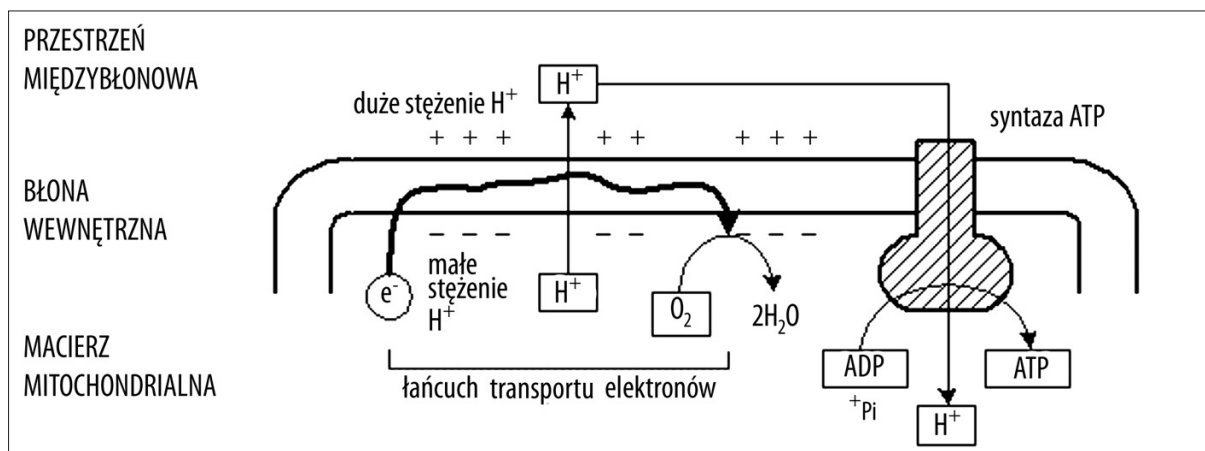 PRZESTRZEŃ
MIĘDZYBŁONOWA
duże stężenie H⁺
H⁺
syntaza ATP
+ + + + + + + +
BŁONA
WEWNĘTRZNA
– – – – – – – –
e⁻
małe
stężenie
H⁺
H⁺
O₂
2H₂O
MACIERZ
MITOCHONDRIALNA
łańcuch transportu elektronów
ADP
⁺Pi
ATP
H⁺